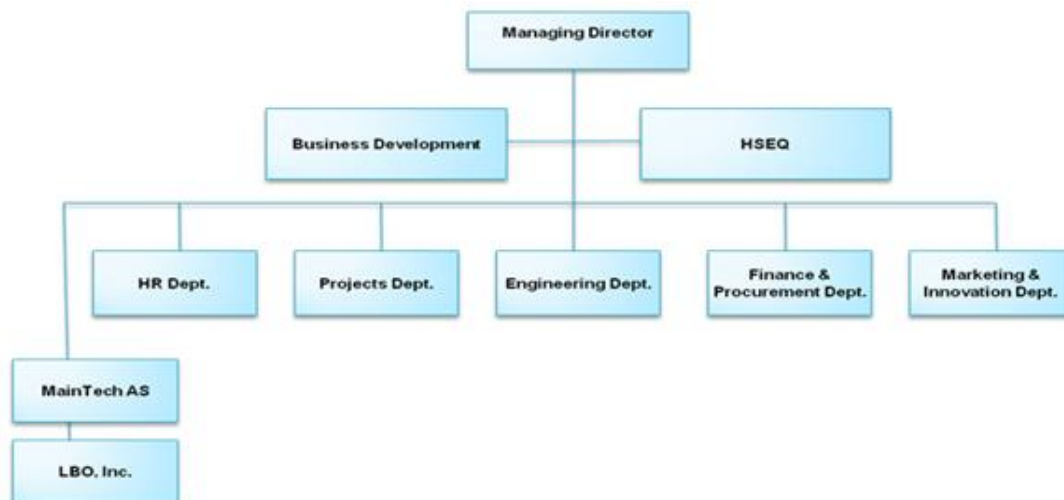 Managing Director
Business Development
HSEQ
HR Dept.
Projects Dept.
Engineering Dept.
Finance &
Procurement Dept.
Marketing &
Innovation Dept.
MainTech AS
LBO, Inc.